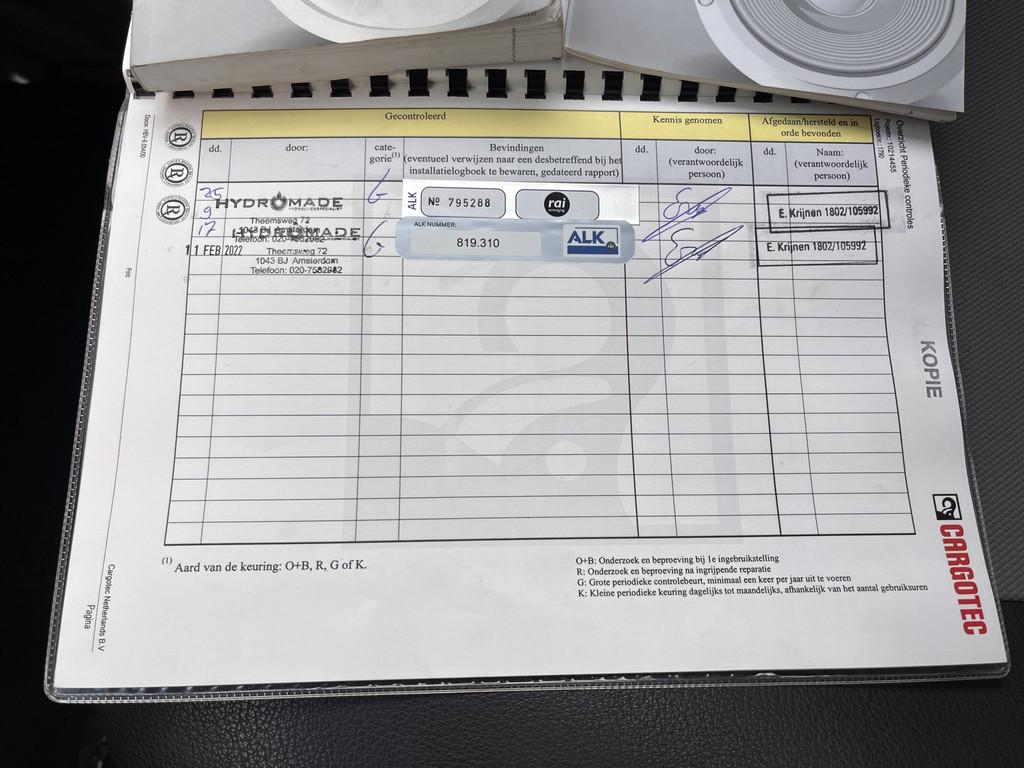 Gecontroleerd
Kennis genomen
Afgedaan/hersteld en in
orde bevonden
dd.
door:
cate-
gorie(1)
Bevindingen
(eventueel verwijzen naar een desbetreffend bij het
installatielogboek te bewaren, gedateerd rapport)
dd.
door:
(verantwoordelijk
persoon)
dd.
Naam:
(verantwoordelijk
persoon)
25
9
17
HYDROMADE
Theemsweg 72
1043 BJ Amsterdam
Telefoon: 020-7582982
G
ALK
Nº 795288
rai
vereniging
E. Krijnen 1802/105992
11 FEB 2022
HYDROMADE
Theemsweg 72
1043 BJ Amsterdam
Telefoon: 020-7582982
G
ALK NUMMER:
819.310
ALK
E. Krijnen 1802/105992
(1) Aard van de keuring: O+B, R, G of K.
O+B: Onderzoek en beproeving bij 1e ingebruikstelling
R: Onderzoek en beproeving na ingrijpende reparatie
G: Grote periodieke controlebeurt, minimaal een keer per jaar uit te voeren
K: Kleine periodieke keuring dagelijks tot maandelijks, afhankelijk van het aantal gebruiksuren
Overzicht Periodieke controles
KOPIE
CARGOTEC
Cargotec Netherlands B.V
Pagina
R
R
R